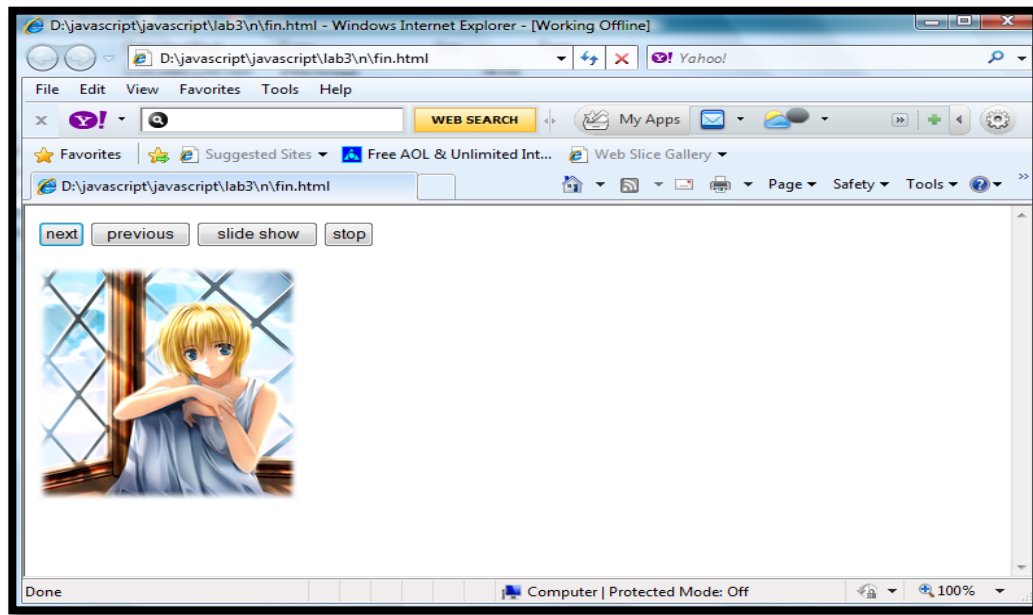 D:\javascript\javascript\lab3\n\fin.html - Windows Internet Explorer - [Working Offline]
D:\javascript\javascript\lab3\n\fin.html Yahoo!
File Edit View Favorites Tools Help
x Y! WEB SEARCH My Apps »
Favorites Suggested Sites Free AOL & Unlimited Int... Web Slice Gallery
D:\javascript\javascript\lab3\n\fin.html Page Safety Tools »
next previous slide show stop
Done Computer | Protected Mode: Off 100%